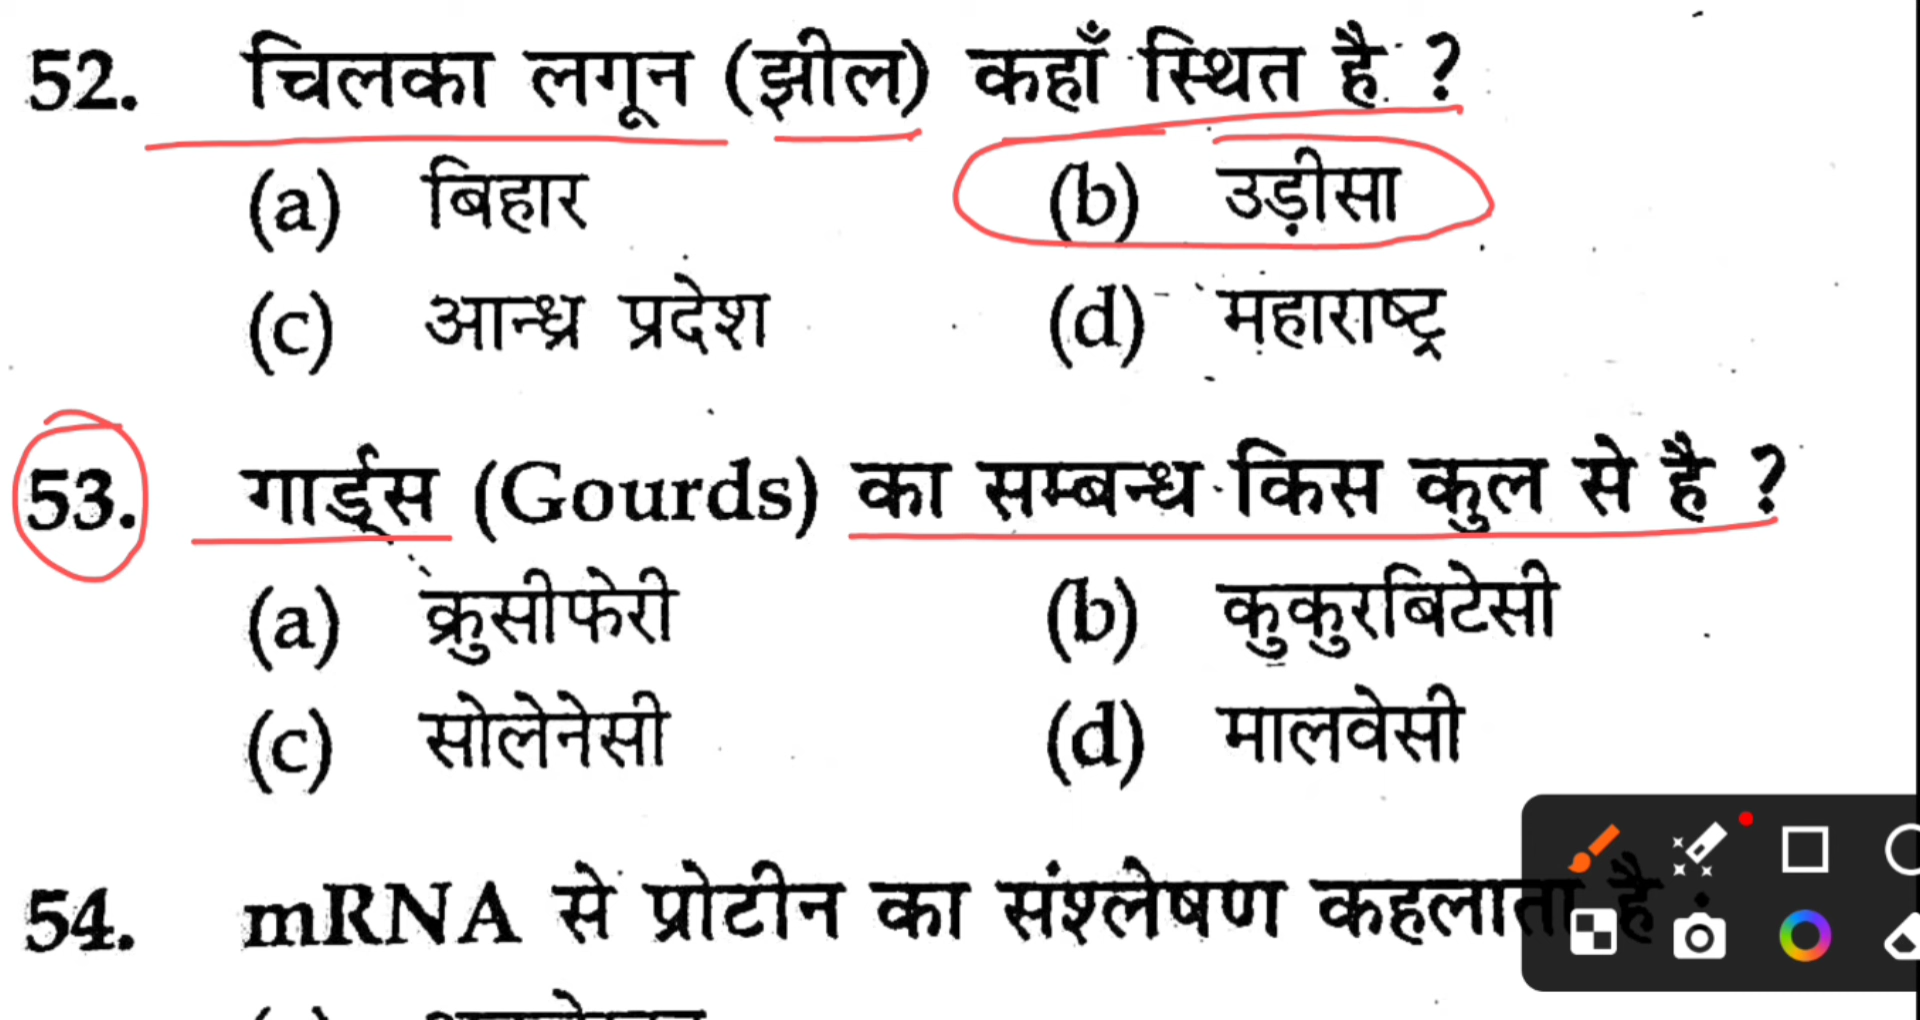 52. चिलका लगून (झील) कहाँ स्थित है ?
(a) बिहार (b) उड़ीसा
(c) आन्ध्र प्रदेश (d) महाराष्ट्र
53. गार्ड्स (Gourds) का सम्बन्ध किस कुल से है ?
(a) क्रुसीफेरी (b) कुकुरबिटेसी
(c) सोलेनेसी (d) मालवेसी
54. mRNA से प्रोटीन का संश्लेषण कहलाता है :